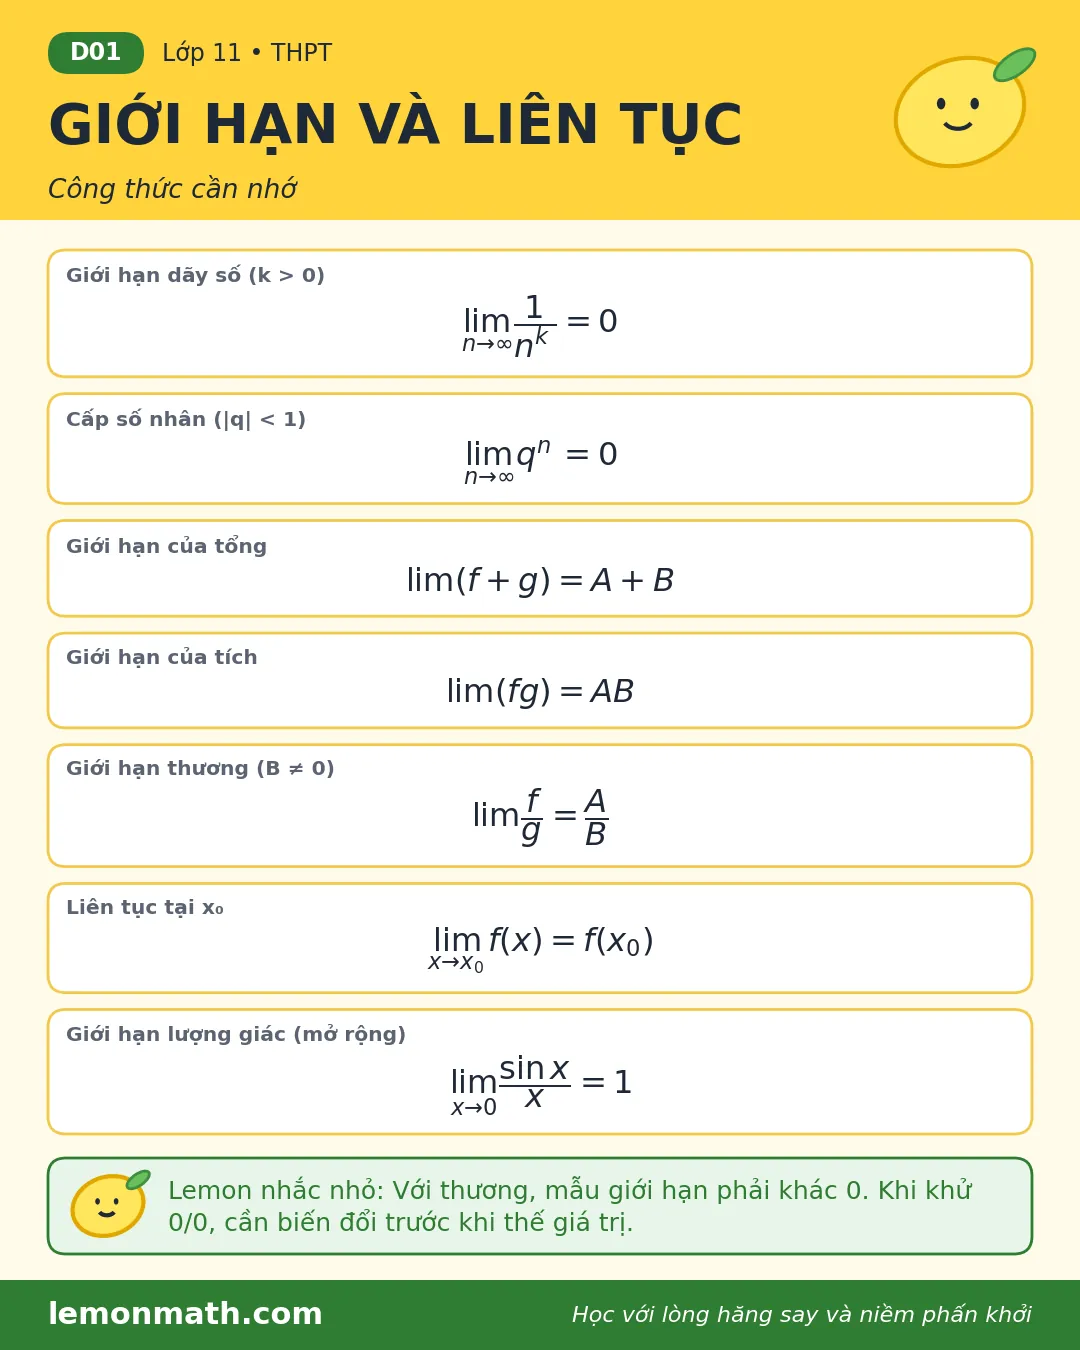 D01 Lớp 11 • THPT
GIỚI HẠN VÀ LIÊN TỤC
Công thức cần nhớ
Giới hạn dãy số (k > 0)
lim_{n→∞} 1/n^k = 0
Cấp số nhân (|q| < 1)
lim_{n→∞} q^n = 0
Giới hạn của tổng
lim(f + g) = A + B
Giới hạn của tích
lim(fg) = AB
Giới hạn thương (B ≠ 0)
lim f/g = A/B
Liên tục tại x₀
lim_{x→x₀} f(x) = f(x₀)
Giới hạn lượng giác (mở rộng)
lim_{x→0} sin x/x = 1
Lemon nhắc nhỏ: Với thương, mẫu giới hạn phải khác 0. Khi khử
0/0, cần biến đổi trước khi thế giá trị.
lemonmath.com Học với lòng hăng say và niềm phấn khởi